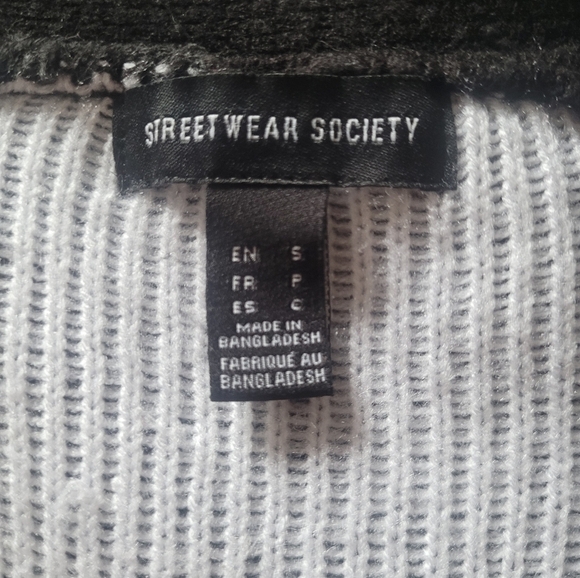 STREETWEAR SOCIETY
EN S
FR P
ES C
MADE IN
BANGLADESH
FABRIQUÉ AU
BANGLADESH